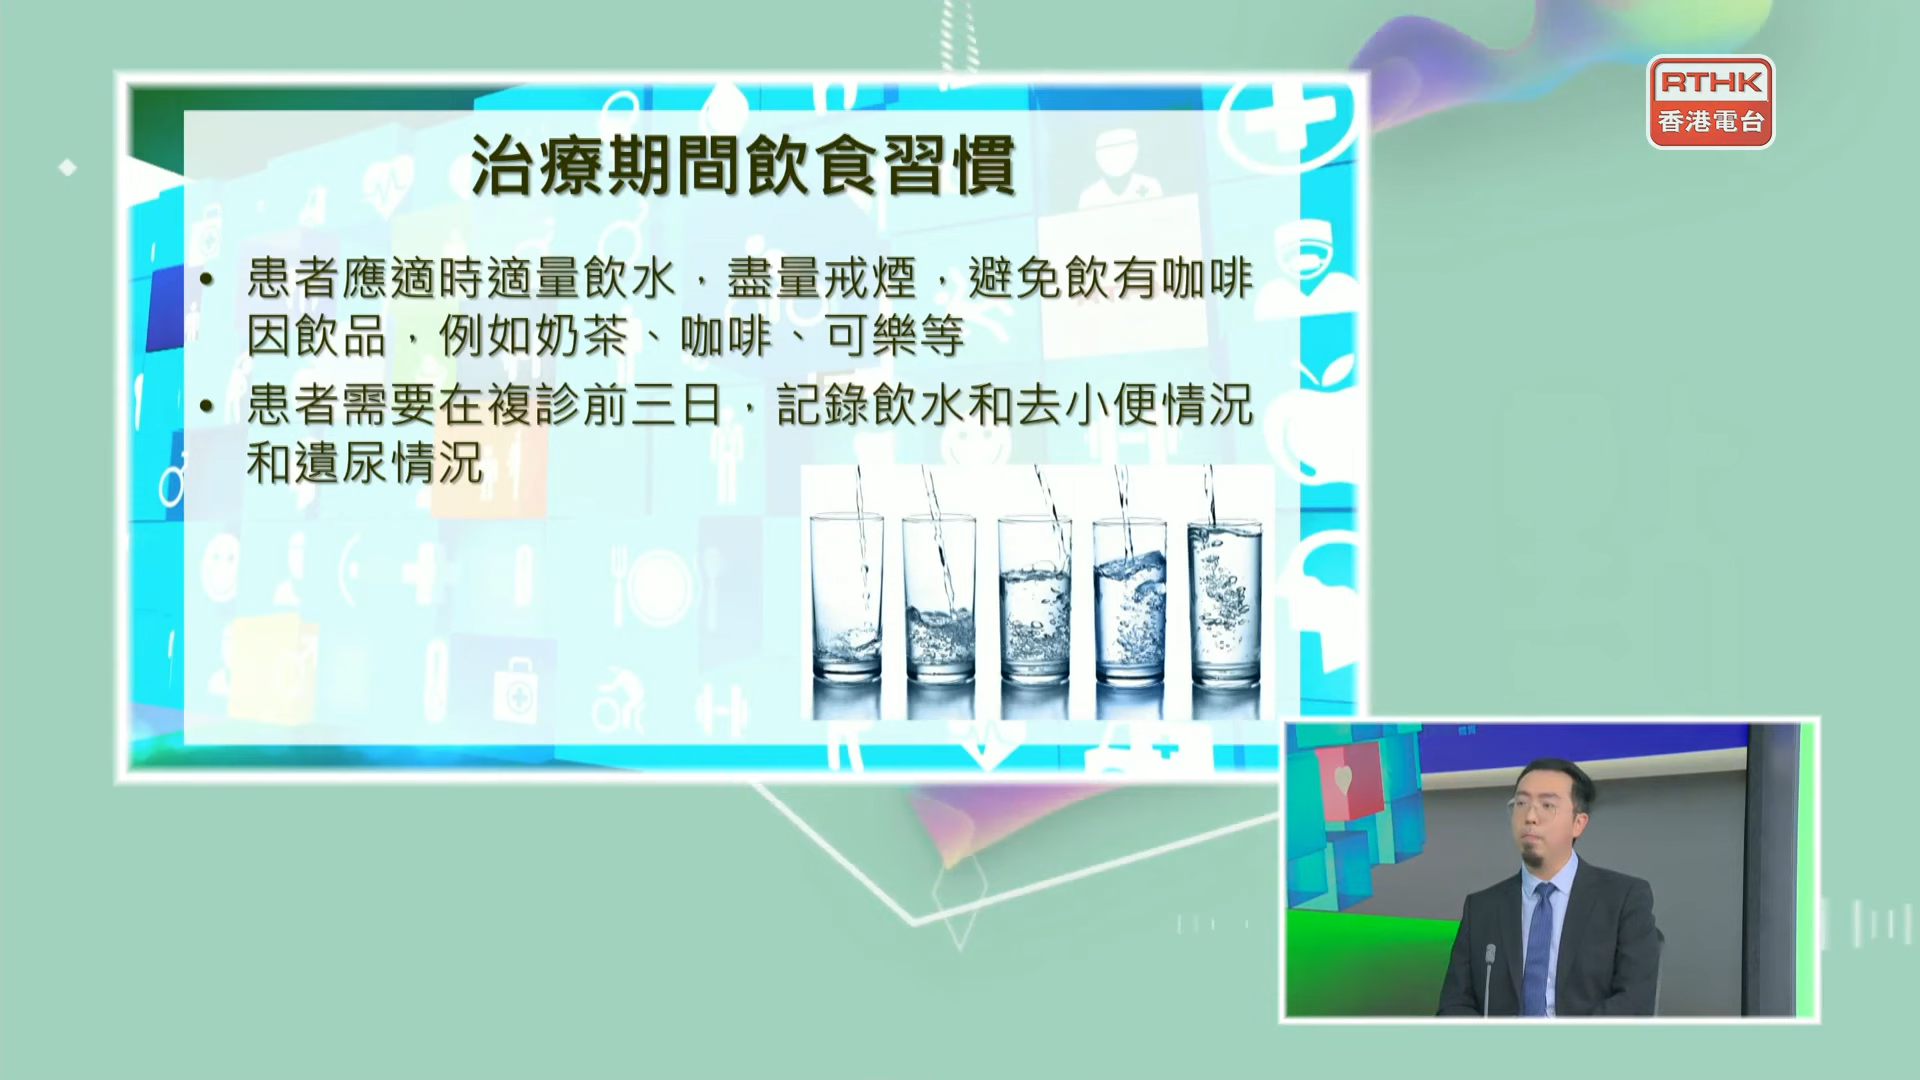 RTHK
香港電台
治療期間飲食習慣
• 患者應適時適量飲水，盡量戒煙，避免飲有咖啡
因飲品，例如奶茶、咖啡、可樂等
• 患者需要在複診前三日，記錄飲水和去小便情況
和遺尿情況